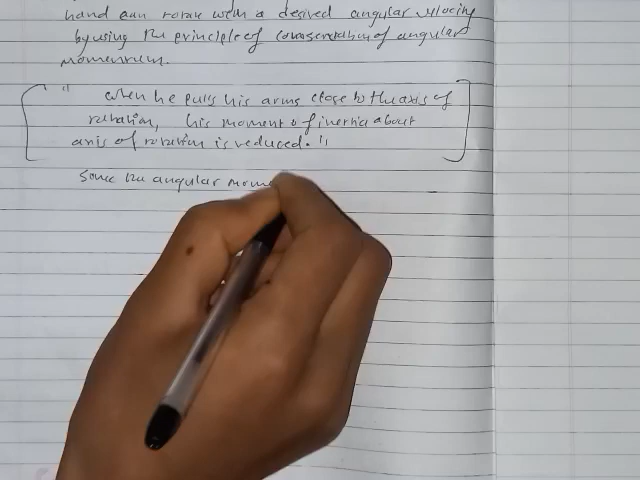 hand can rotate with a desired angular velocity
by using the principle of conservation of angular
momentum.
" when he pulls his arms close to the axis of
rotation, his moment of inertia about
axis of rotation is reduced. "
Since the angular mome